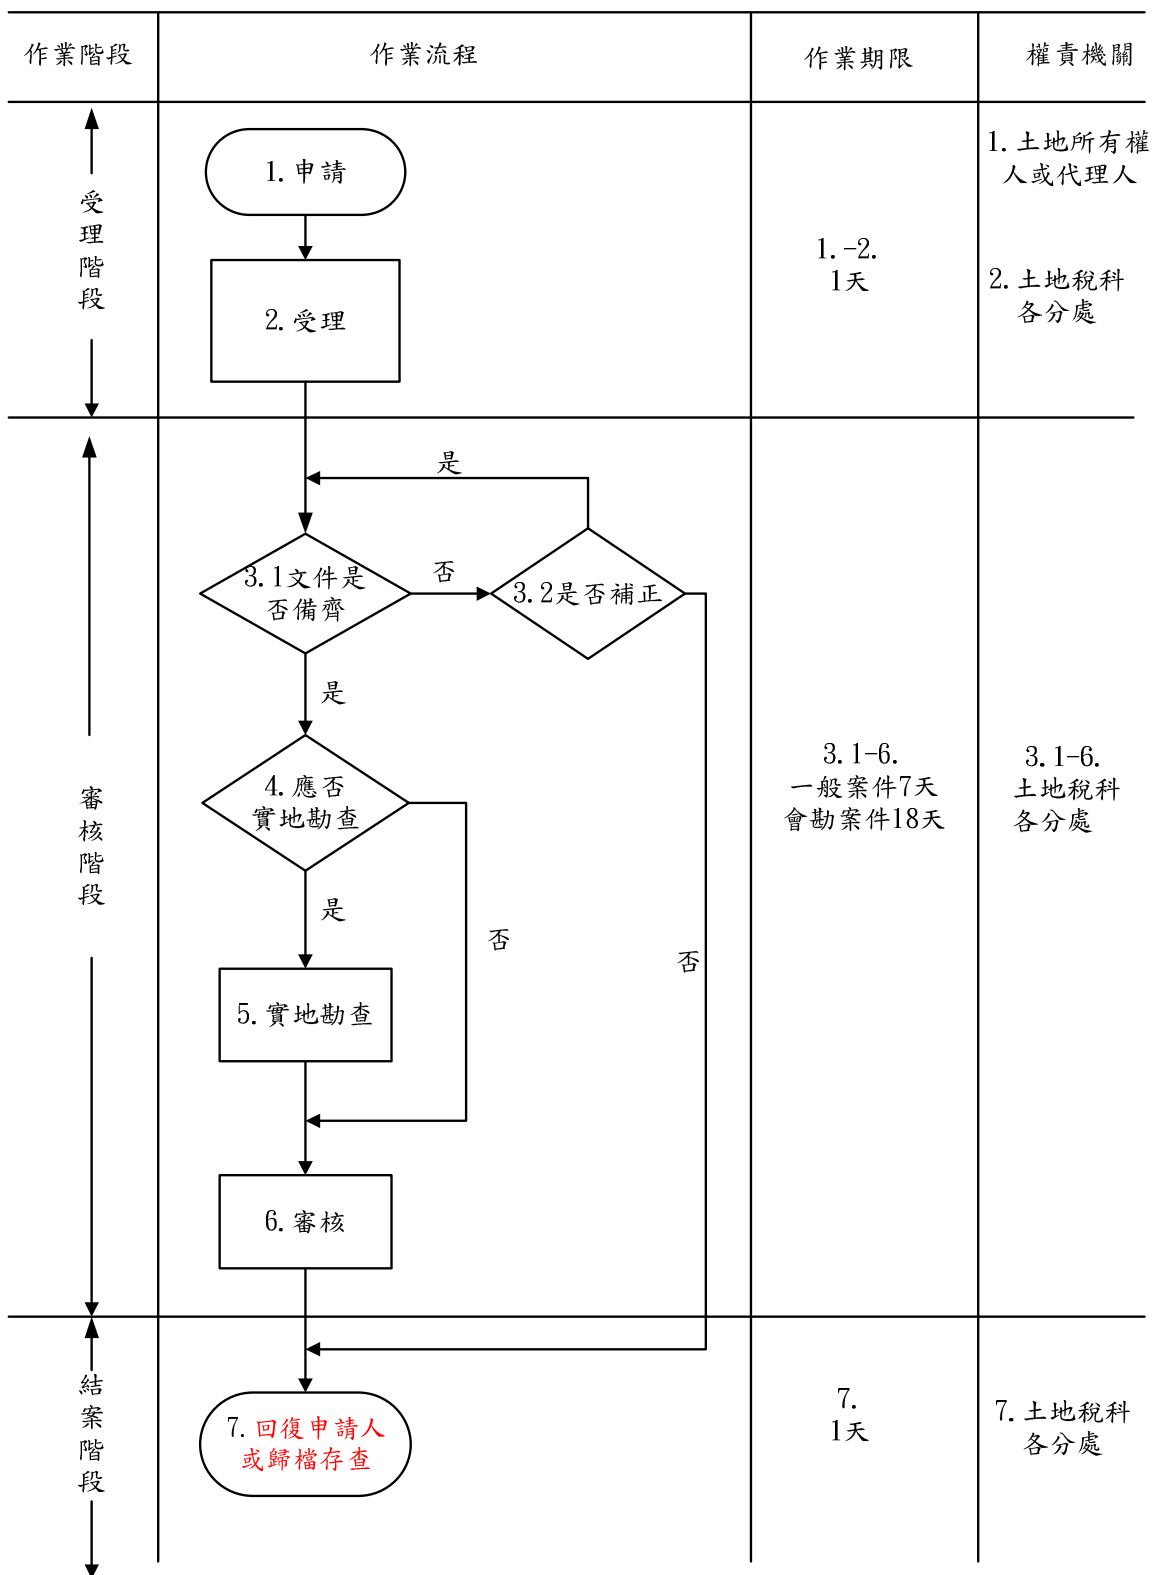 作業階段
作業流程
作業期限
權責機關
受理階段
1.申請
2.受理
1.-2.
1天
1.土地所有權
人或代理人
2.土地稅科
各分處
審核階段
是
3.1文件是
否備齊
否
3.2是否補正
是
4.應否
實地勘查
是
否
否
5.實地勘查
6.審核
3.1-6.
一般案件7天
會勘案件18天
3.1-6.
土地稅科
各分處
結案階段
7.回復申請人
或歸檔存查
7.
1天
7.土地稅科
各分處